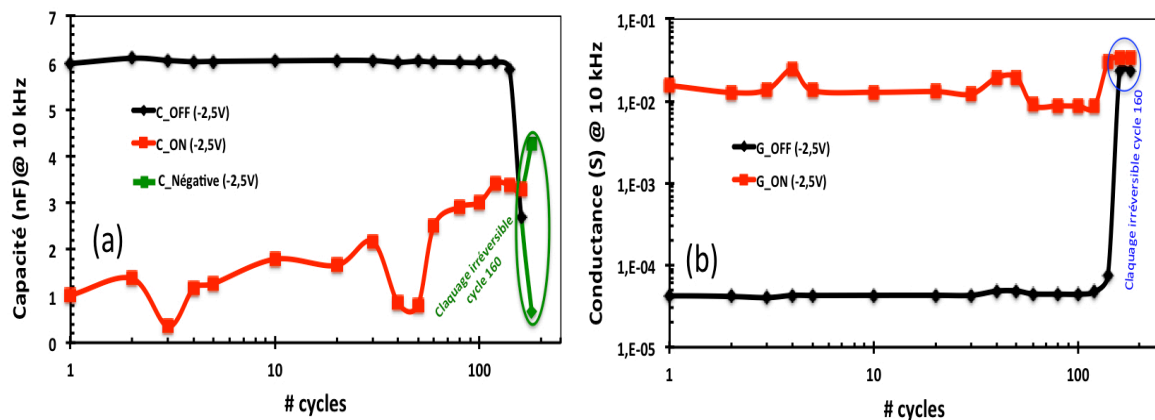 7
6
5
4
3
2
1
0
Capacité (nF)@ 10 kHz
C_OFF (-2,5V)
C_ON (-2,5V)
C_Négative (-2,5V)
(a)
Claquage irréversible
cycle 160
1
10
100
# cycles
1,E-01
1,E-02
1,E-03
1,E-04
1,E-05
Conductance (S) @ 10 kHz
G_OFF (-2,5V)
G_ON (-2,5V)
(b)
Claquage irréversible cycle 160
1
10
100
# cycles